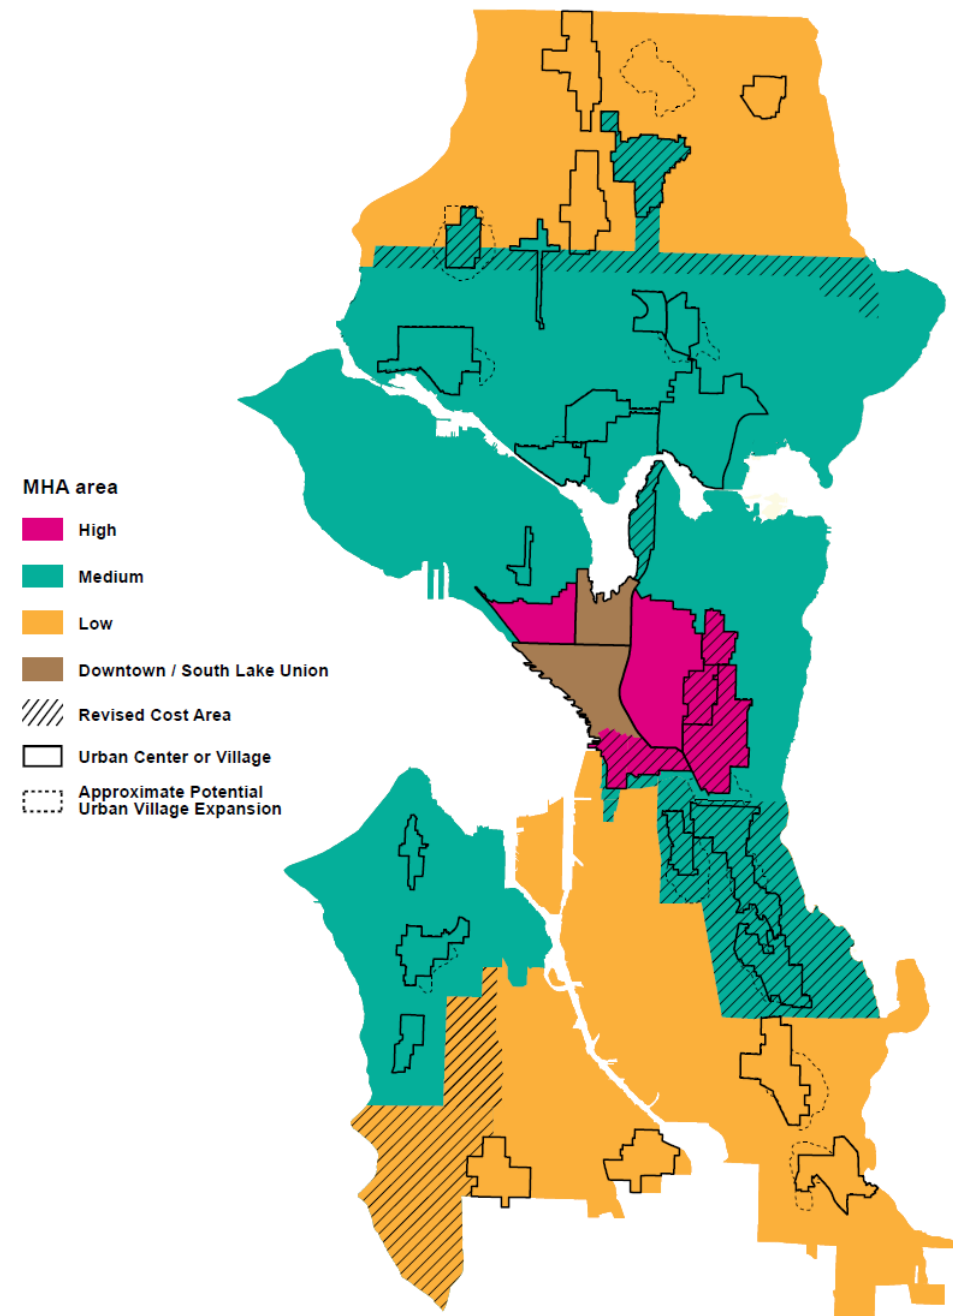 MHA area
High
Medium
Low
Downtown / South Lake Union
Revised Cost Area
Urban Center or Village
Approximate Potential
Urban Village Expansion